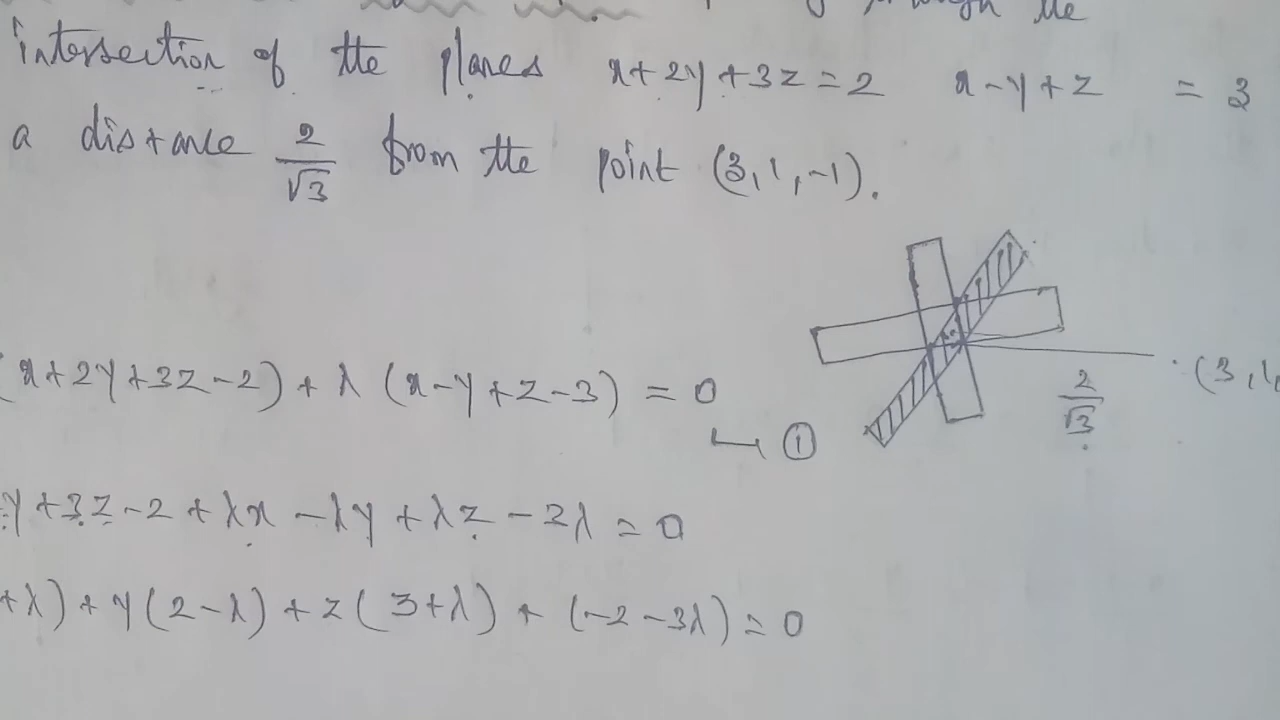 the
intersection of the planes x+2y+3z=2 x-y+z = 3
a distance 2/√3 from the point (3,1,-1).
(x+2y+3z-2)+λ(x-y+z-3)=0
①
2/√3
(3,1,
y+3z-2+λx-λy+λz-3λ=0
+λ)+y(2-λ)+z(3+λ)+(-2-3λ)=0